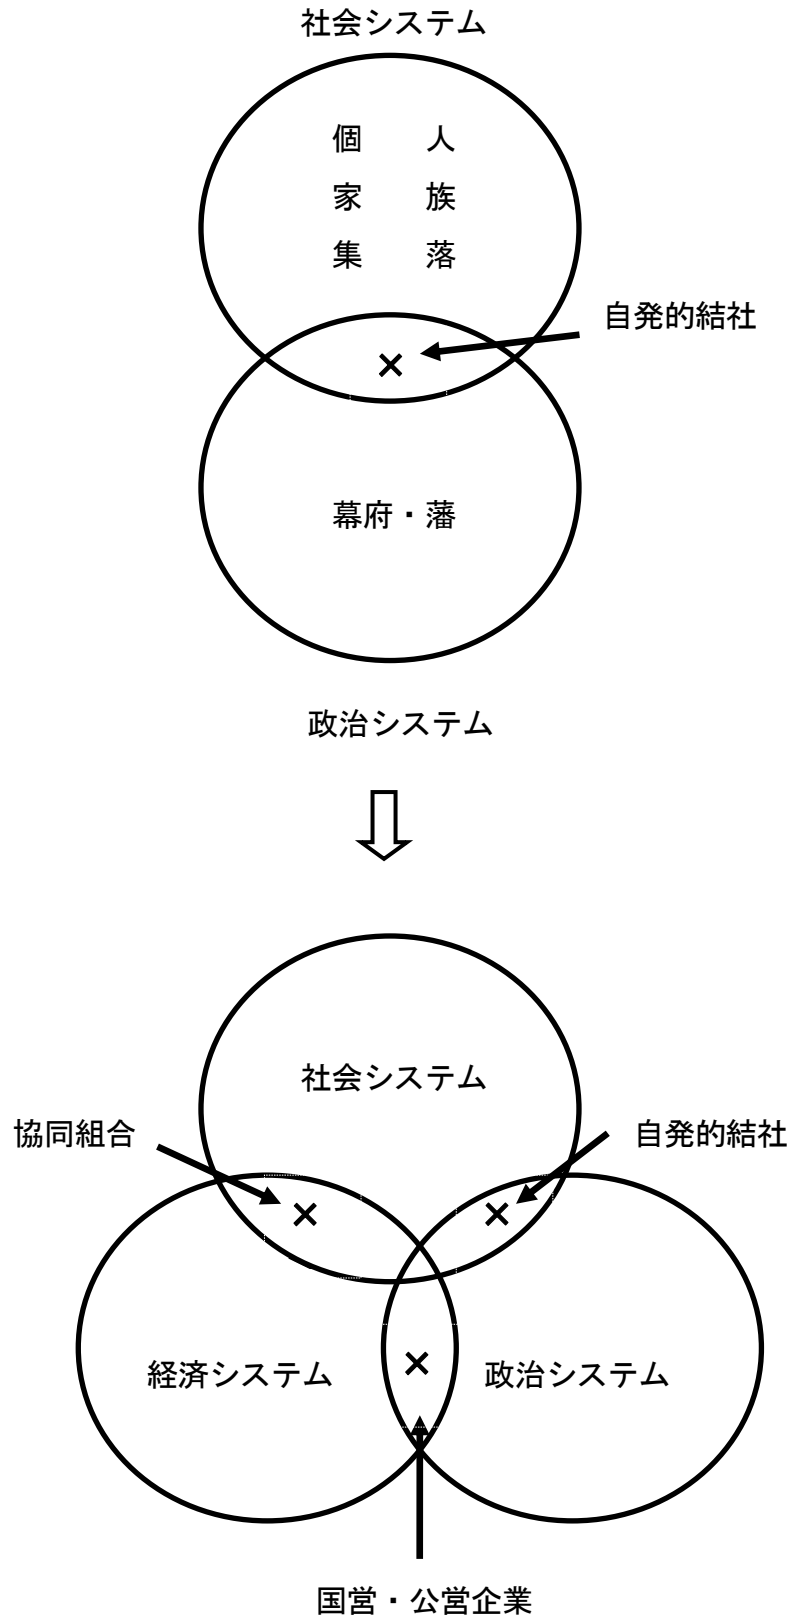 社会システム
個　人
家　族
集　落
自発的結社
×
幕府・藩
政治システム
社会システム
協同組合
自発的結社
×
×
×
経済システム
政治システム
国営・公営企業